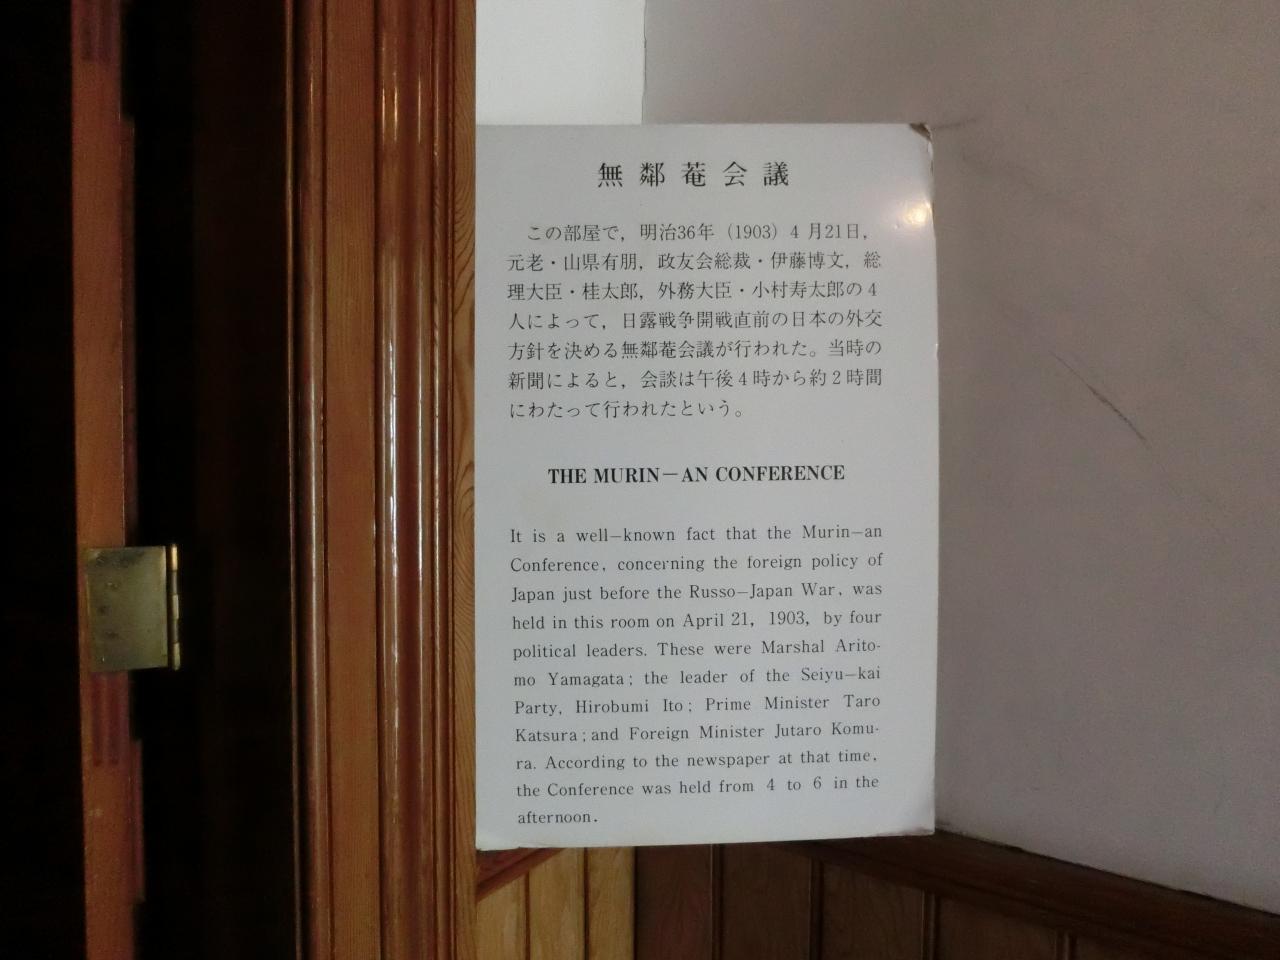 無鄰菴会議
この部屋で，明治36年（1903）4月21日，
元老・山県有朋，政友会総裁・伊藤博文，総
理大臣・桂太郎，外務大臣・小村寿太郎の4
人によって，日露戦争開戦直前の日本の外交
方針を決める無鄰菴会議が行われた。当時の
新聞によると，会談は午後4時から約2時間
にわたって行われたという。
THE MURIN－AN CONFERENCE
It is a well－known fact that the Murin－an
Conference, concerning the foreign policy of
Japan just before the Russo－Japan War, was
held in this room on April 21, 1903, by four
political leaders. These were Marshal Arito-
mo Yamagata; the leader of the Seiyu－kai
Party, Hirobumi Ito; Prime Minister Taro
Katsura; and Foreign Minister Jutaro Komu-
ra. According to the newspaper at that time,
the Conference was held from 4 to 6 in the
afternoon.